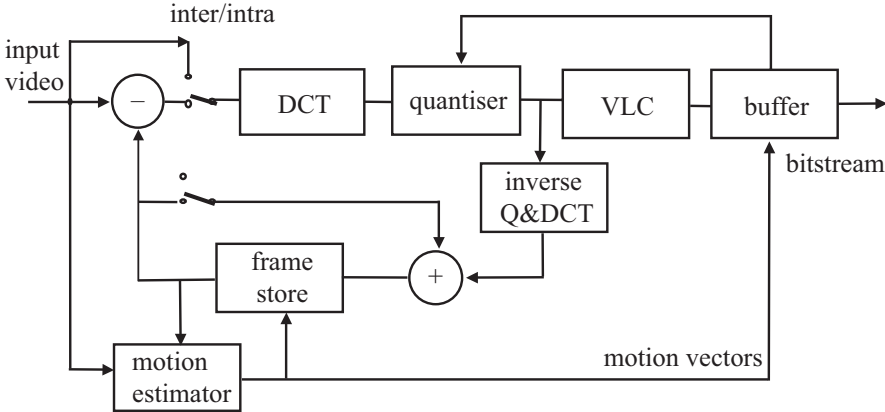 inter/intra
input
video
−
DCT
quantiser
VLC
buffer
bitstream
inverse
Q&DCT
frame
store
+
motion
estimator
motion vectors